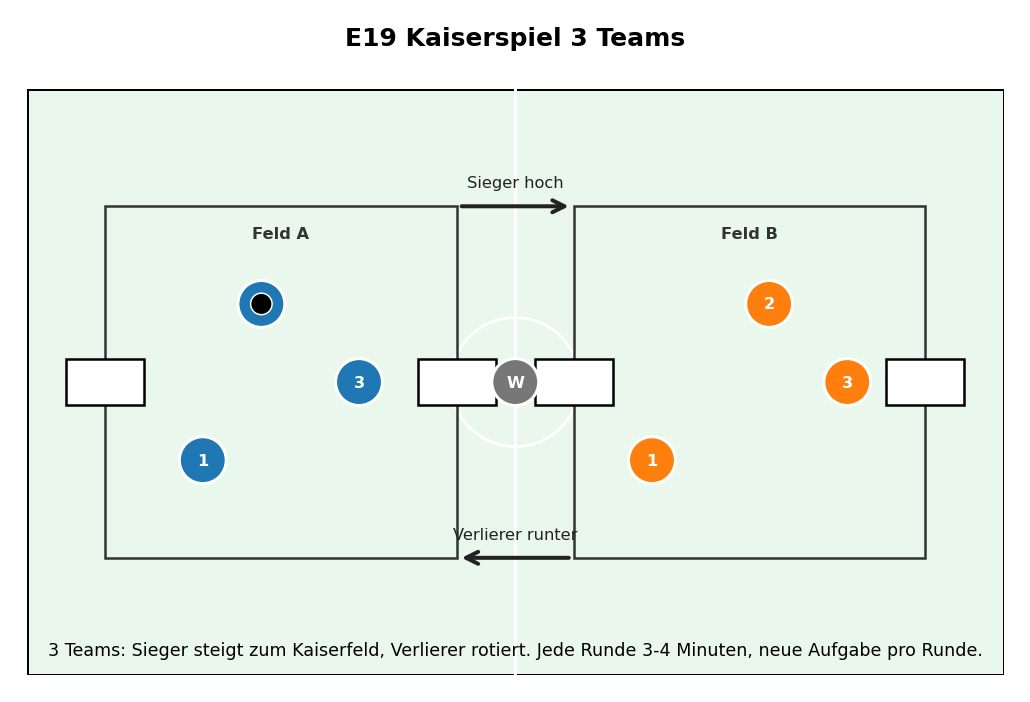 E19 Kaiserspiel 3 Teams
Sieger hoch
Feld A
Feld B
2
3
W
3
1
1
Verlierer runter
3 Teams: Sieger steigt zum Kaiserfeld, Verlierer rotiert. Jede Runde 3-4 Minuten, neue Aufgabe pro Runde.